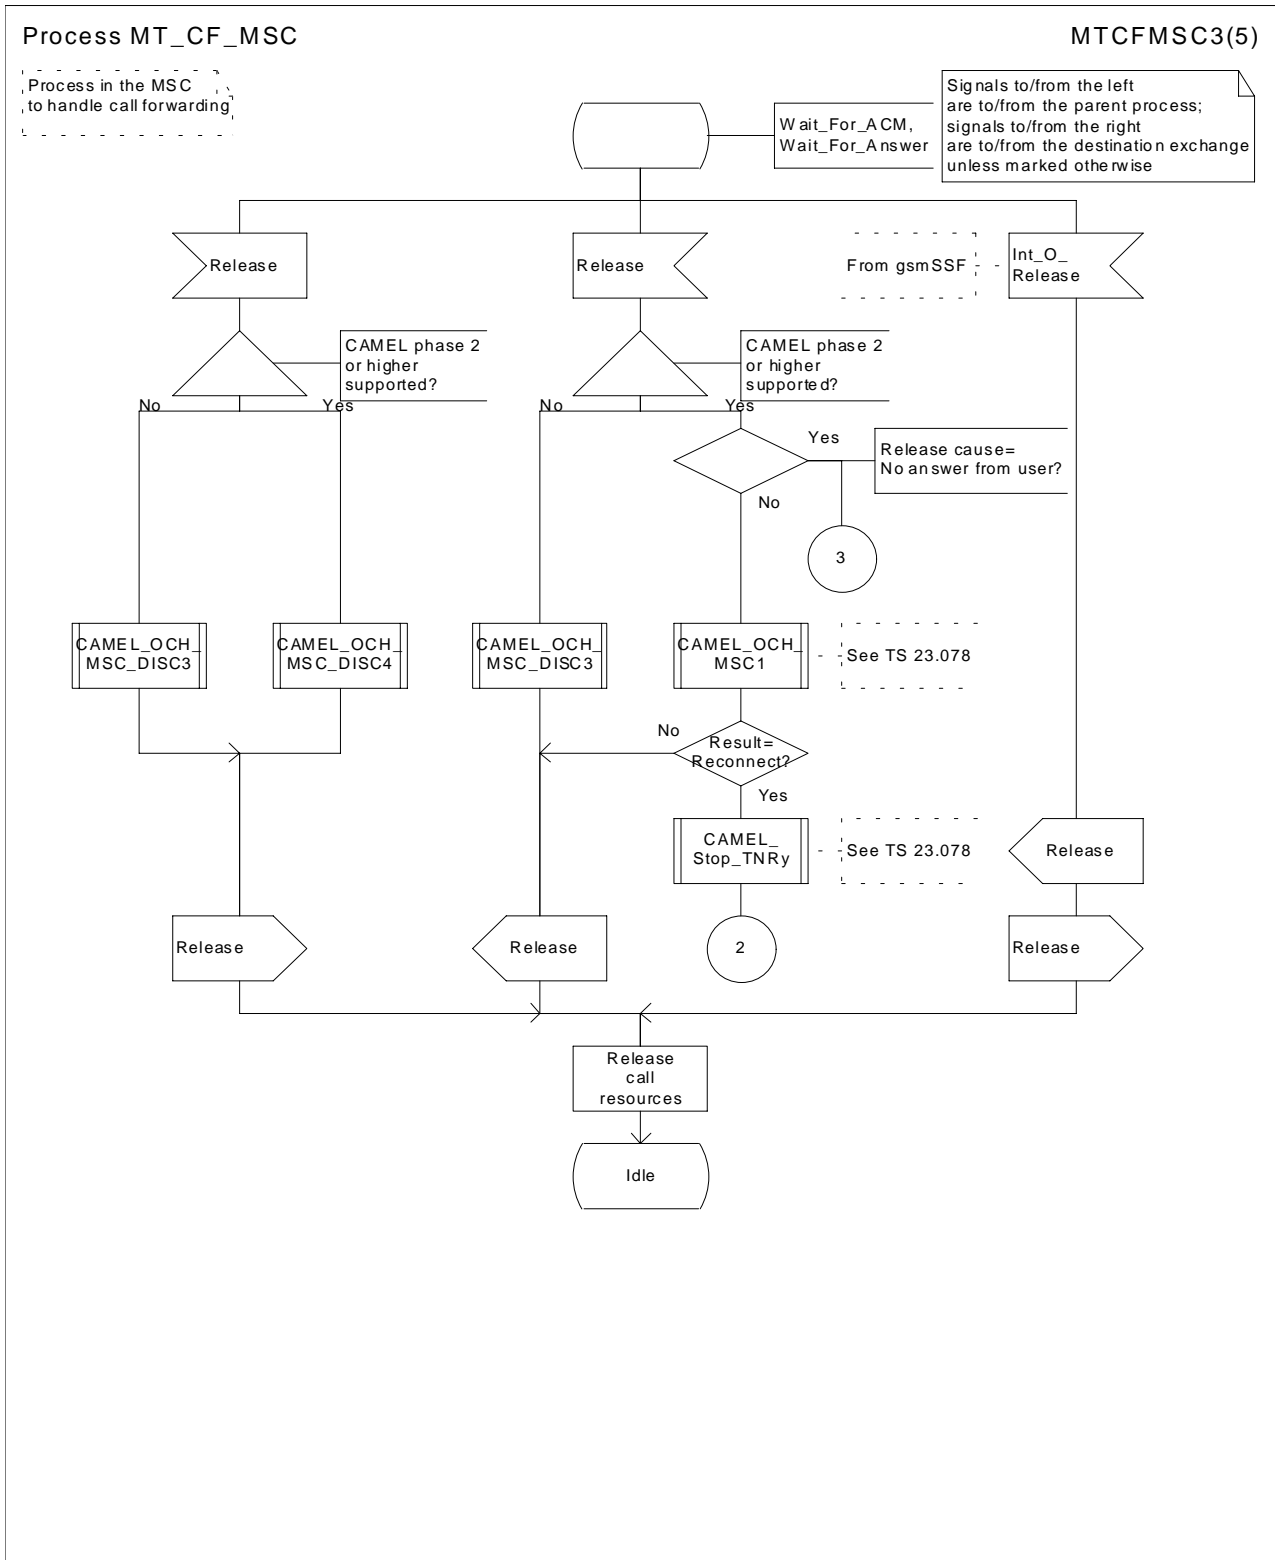 Process MT_CF_MSC
MTCFMSC3(5)
Process in the MSC
to handle call forwarding
Signals to/from the left
are to/from the parent process;
signals to/from the right
are to/from the destination exchange
unless marked otherwise
Wait_For_ACM,
Wait_For_Answer
Release
Release
From gsmSSF
Int_O_
Release
CAMEL phase 2
or higher
supported?
CAMEL phase 2
or higher
supported?
No
Yes
No
Yes
Yes
Release cause=
No answer from user?
No
3
CAMEL_OCH_
MSC_DISC3
CAMEL_OCH_
MSC_DISC4
CAMEL_OCH_
MSC_DISC3
CAMEL_OCH_
MSC1
See TS 23.078
No
Result=
Reconnect?
Yes
CAMEL_
Stop_TNRy
See TS 23.078
Release
Release
Release
2
Release
Release
call
resources
Idle